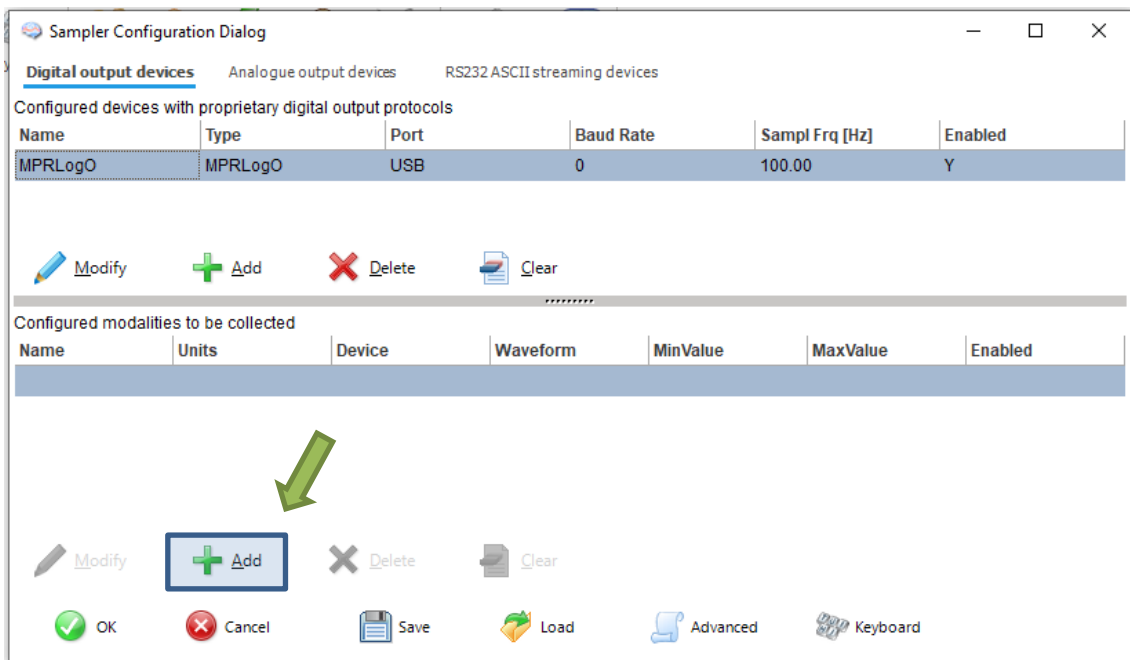 Sampler Configuration Dialog
Digital output devices Analogue output devices RS232 ASCII streaming devices
Configured devices with proprietary digital output protocols
Name Type Port Baud Rate Sampl Frq [Hz] Enabled
MPRLogO MPRLogO USB 0 100.00 Y
Modify Add Delete Clear
Configured modalities to be collected
Name Units Device Waveform MinValue MaxValue Enabled
Modify Add Delete Clear
OK Cancel Save Load Advanced Keyboard